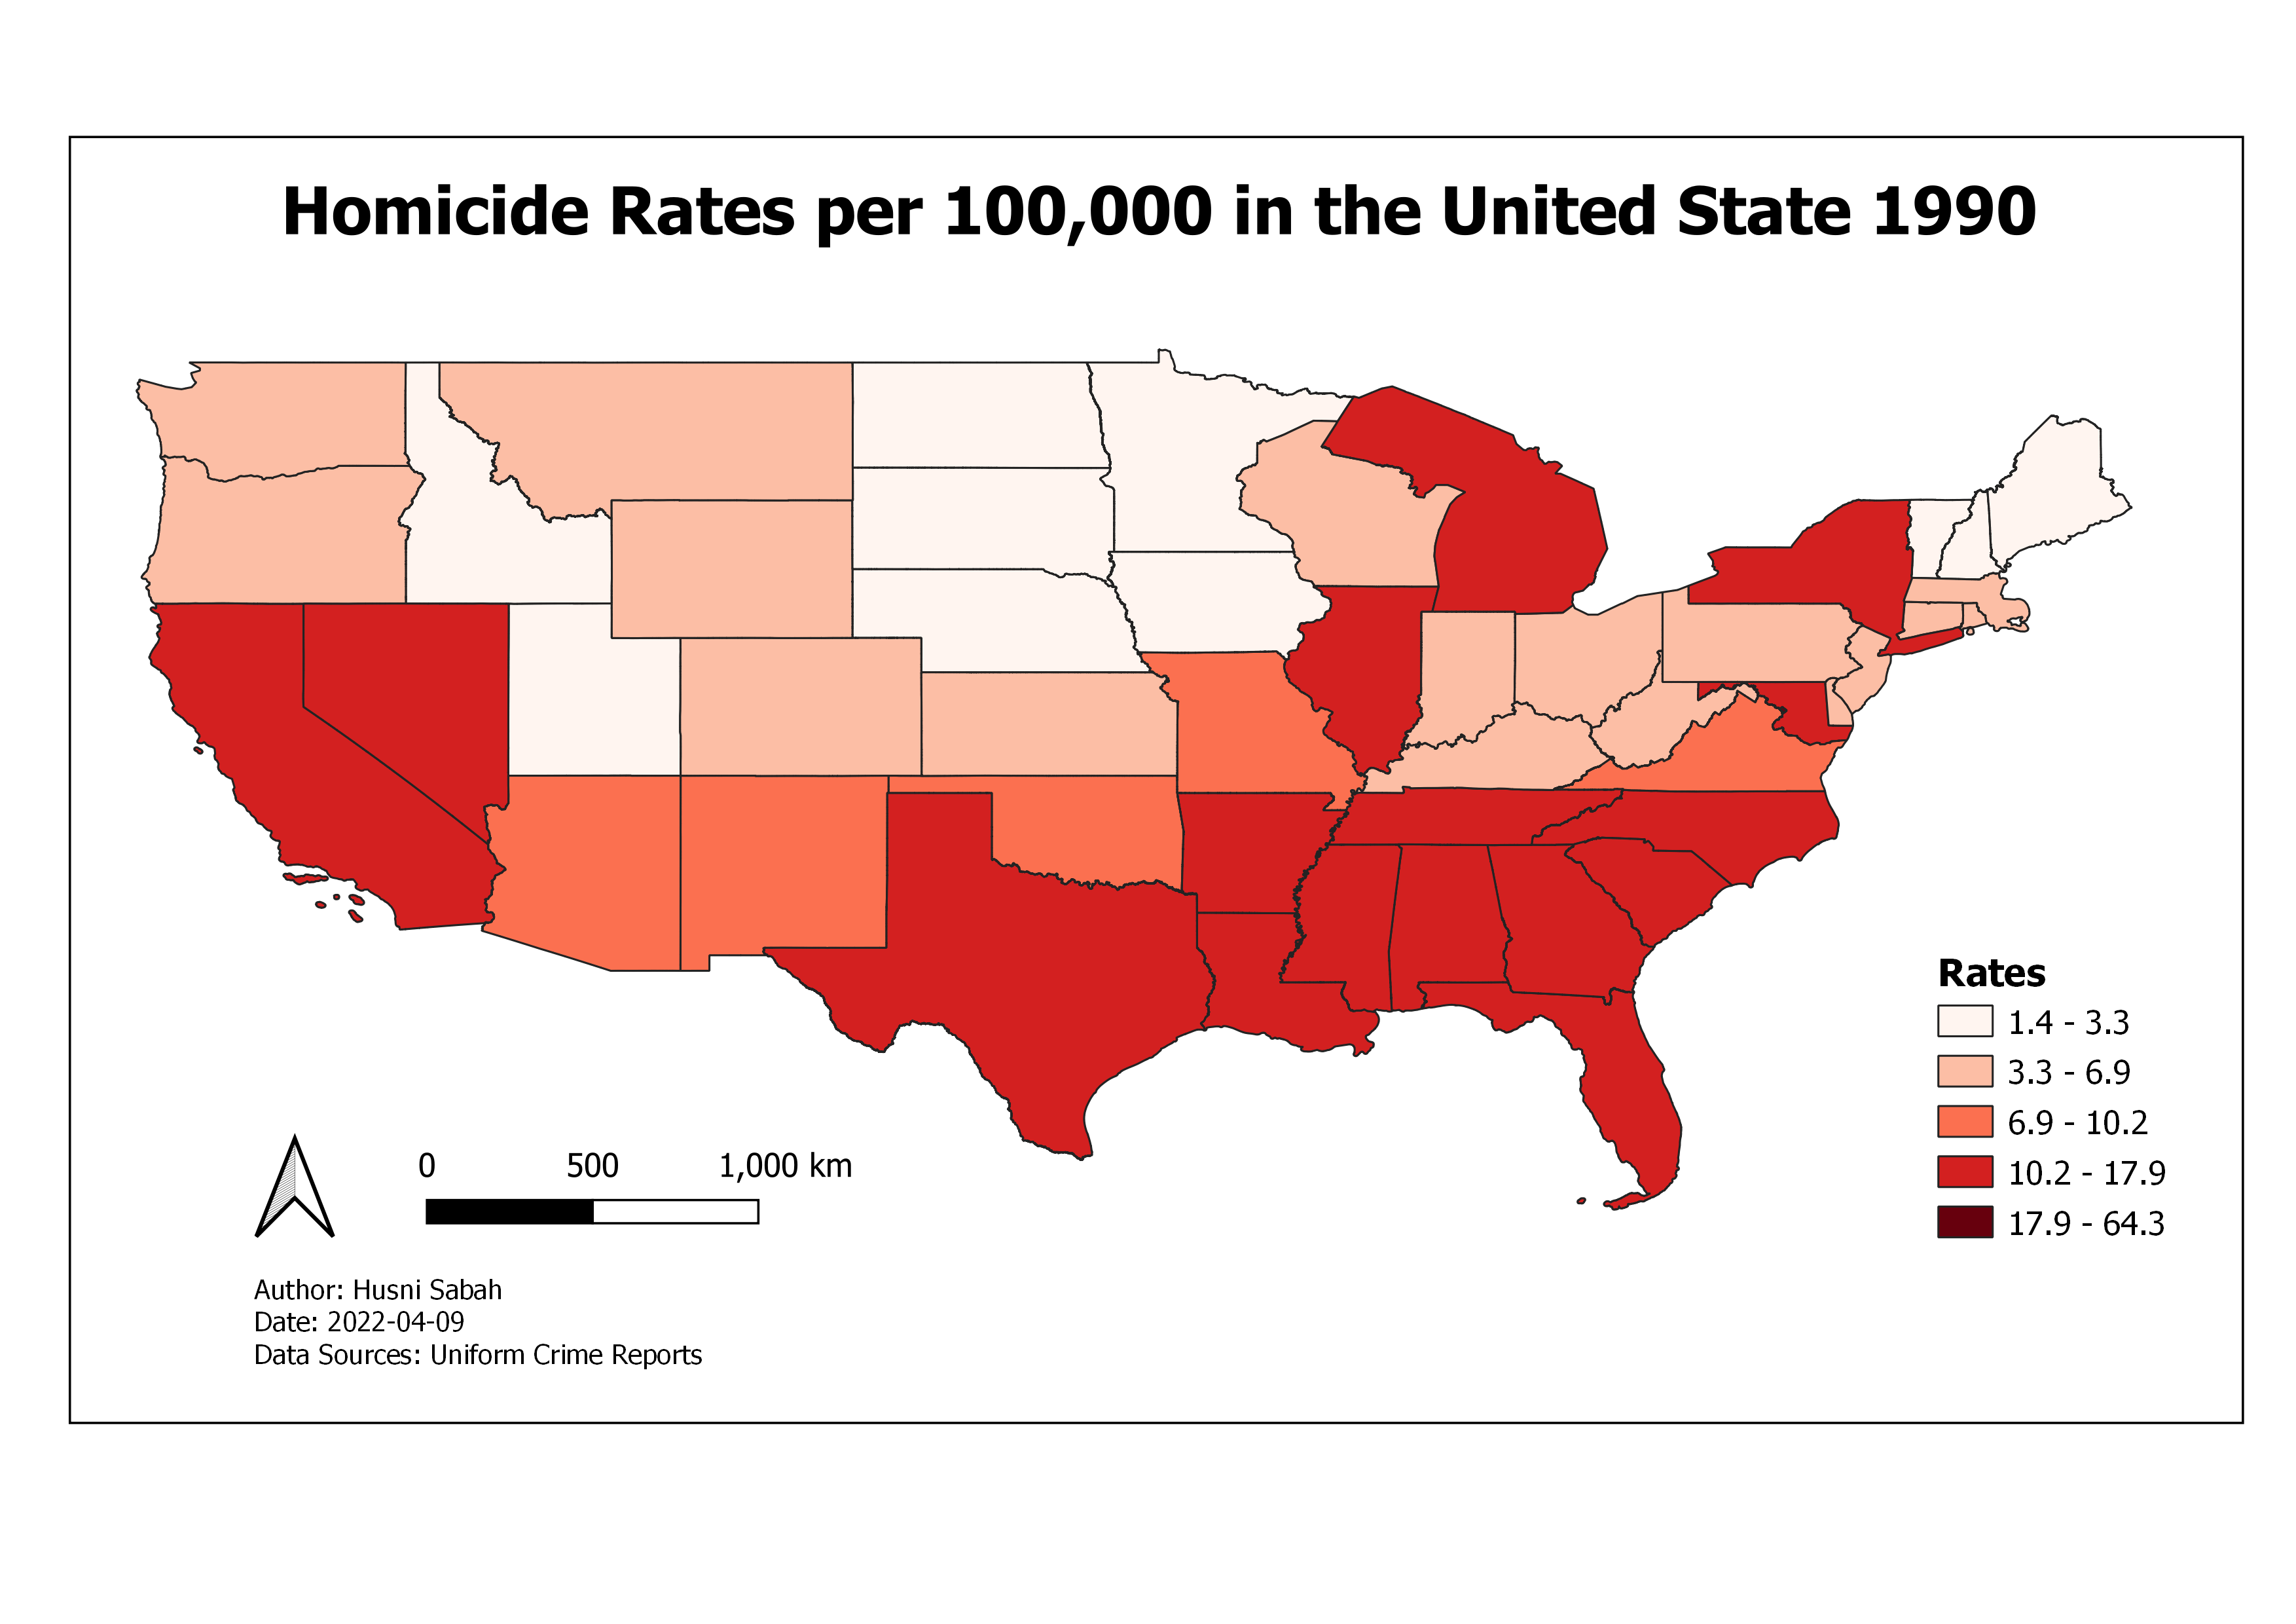 Homicide Rates per 100,000 in the United State 1990
Rates
1.4 - 3.3
3.3 - 6.9
6.9 - 10.2
10.2 - 17.9
17.9 - 64.3
0 500 1,000 km
Author: Husni Sabah
Date: 2022-04-09
Data Sources: Uniform Crime Reports